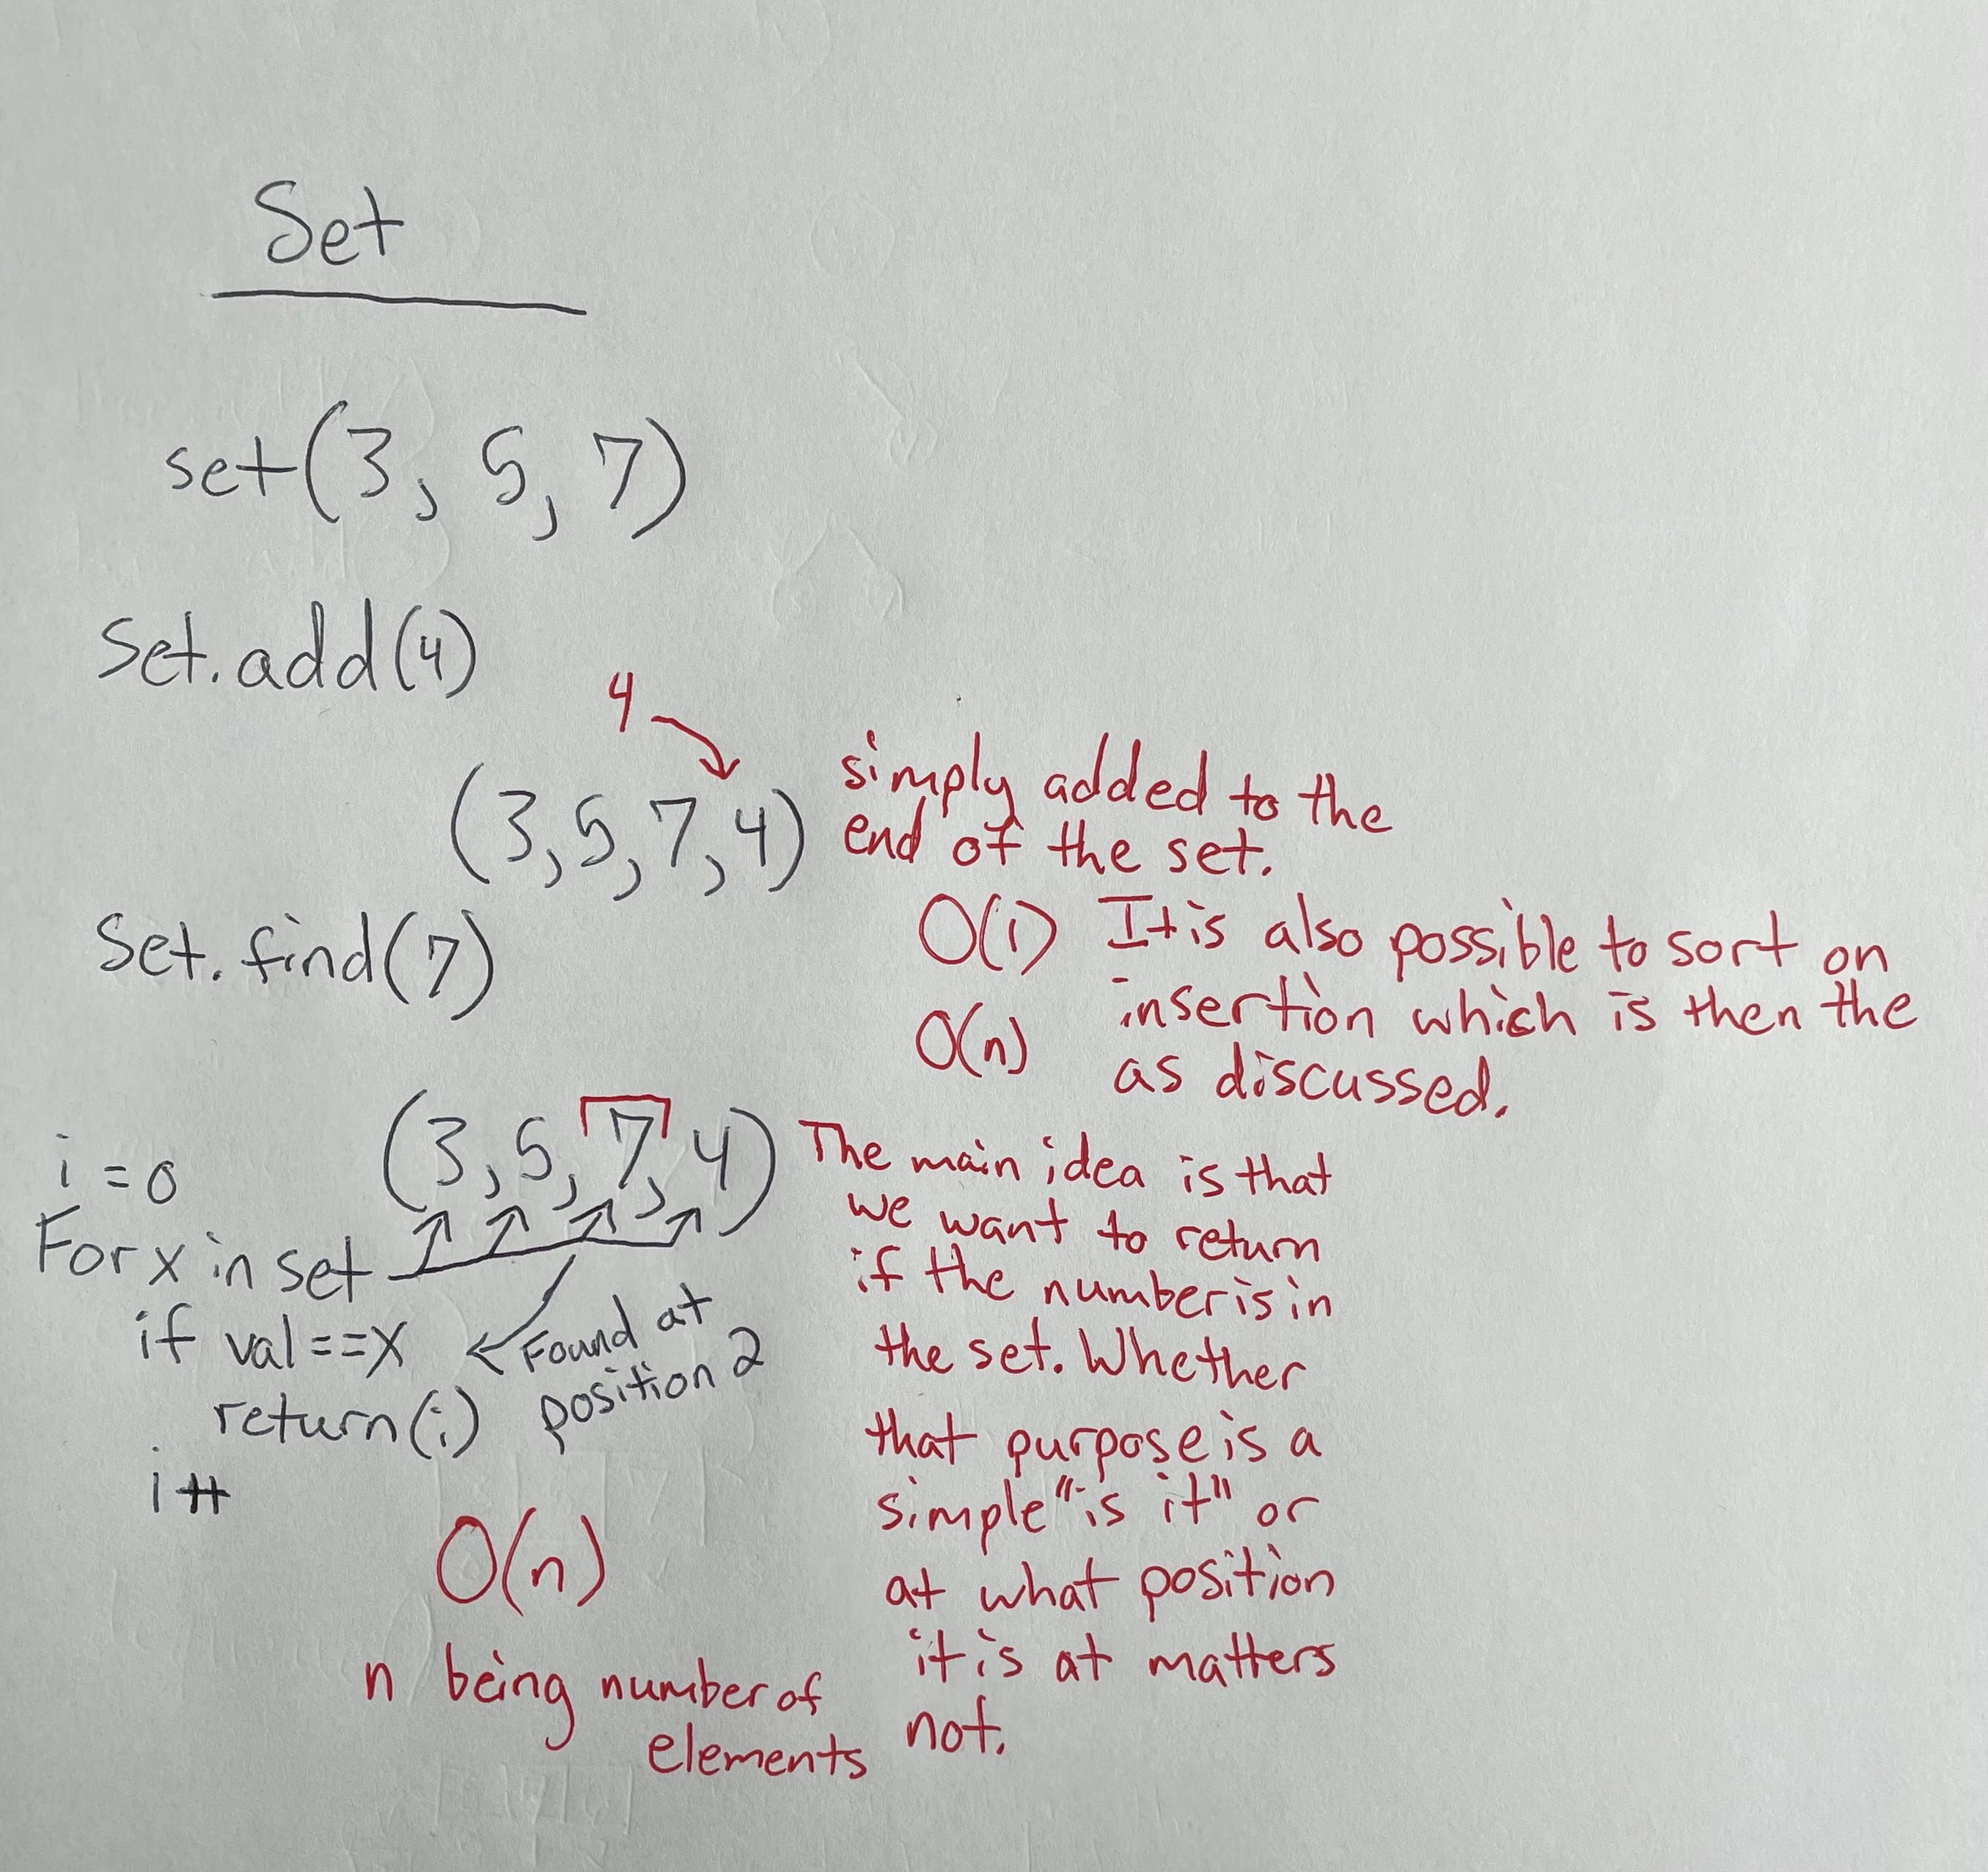 Set
set(3, 5, 7)
Set.add(4)
4
(3,5,7,4)
simply added to the
end of the set.
Set.find(7)
O(1) It is also possible to sort on
O(n) insertion which is then the
as discussed.
i = 0
(3,5,7,4)
For x in set
if val==x
return(i)
i++
Found at
position 2
O(n)
n being number of
elements
The main idea is that
we want to return
if the number is in
the set. Whether
that purpose is a
simple "is it" or
at what position
it is at matters
not.